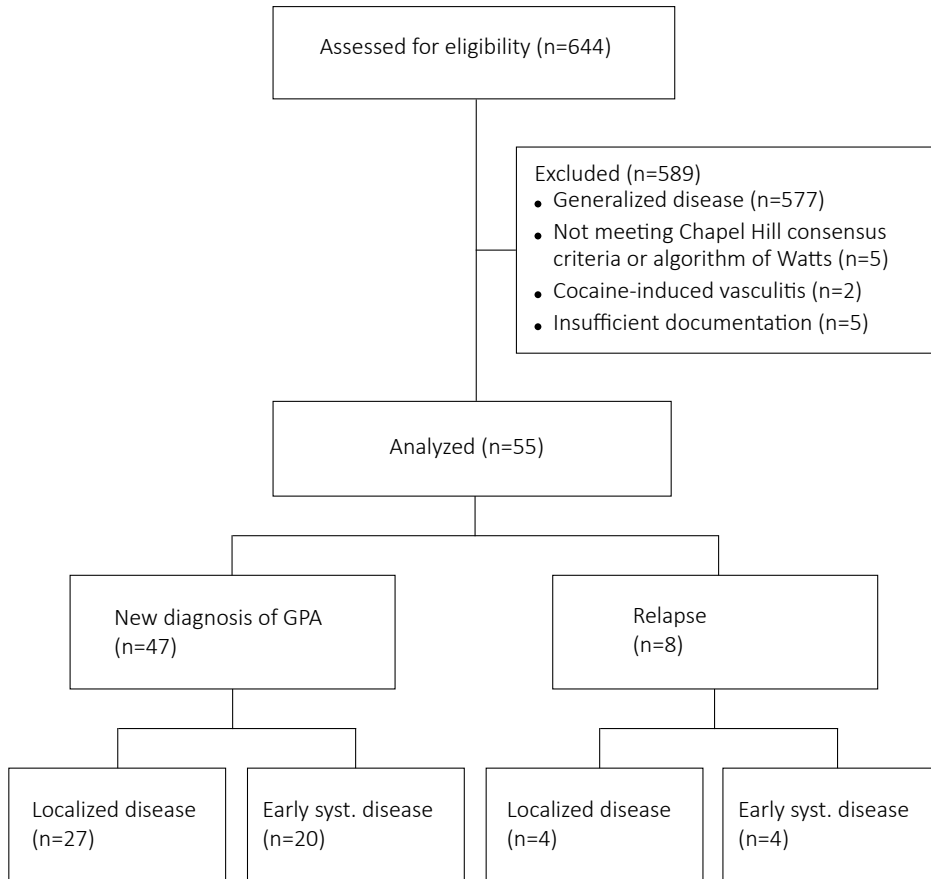 Assessed for eligibility (n=644)
Excluded (n=589)
• Generalized disease (n=577)
• Not meeting Chapel Hill consensus
criteria or algorithm of Watts (n=5)
• Cocaine-induced vasculitis (n=2)
• Insufficient documentation (n=5)
Analyzed (n=55)
New diagnosis of GPA
(n=47)
Relapse
(n=8)
Localized disease
(n=27)
Early syst. disease
(n=20)
Localized disease
(n=4)
Early syst. disease
(n=4)